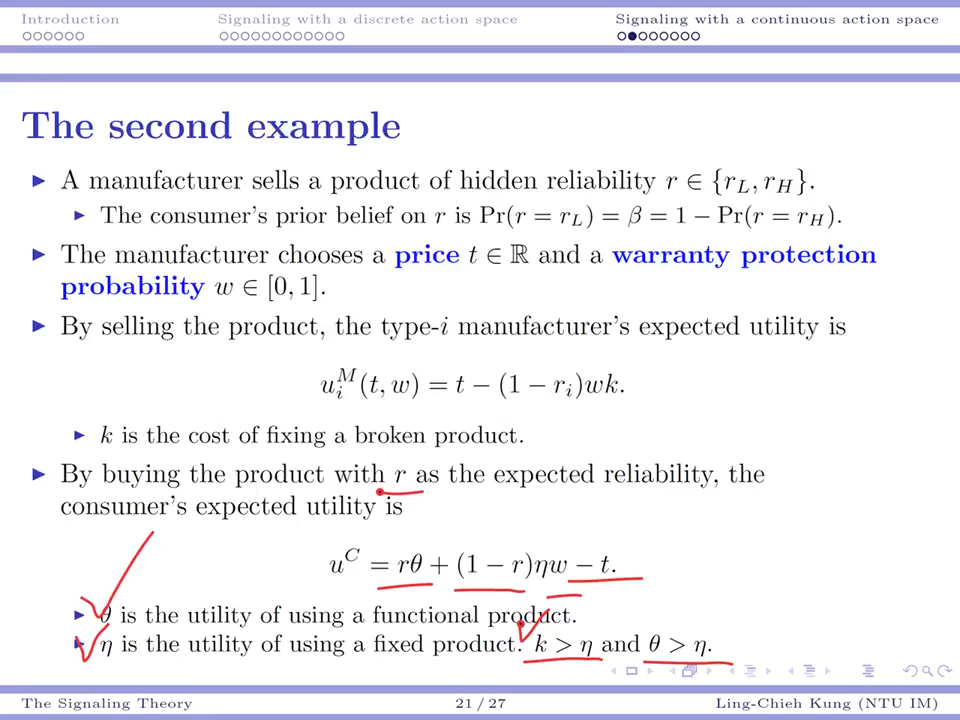 Introduction Signaling with a discrete action space Signaling with a continuous action space
The second example
A manufacturer sells a product of hidden reliability r ∈ {r_L, r_H}.
The consumer's prior belief on r is Pr(r = r_L) = β = 1 − Pr(r = r_H).
The manufacturer chooses a price t ∈ ℝ and a warranty protection
probability w ∈ [0, 1].
By selling the product, the type-i manufacturer's expected utility is
u_i^M(t, w) = t − (1 − r_i)wk.
k is the cost of fixing a broken product.
By buying the product with r as the expected reliability, the
consumer's expected utility is
u^C = rθ + (1 − r)ηw − t.
θ is the utility of using a functional product.
η is the utility of using a fixed product. k > η and θ > η.
The Signaling Theory 21 / 27 Ling-Chieh Kung (NTU IM)